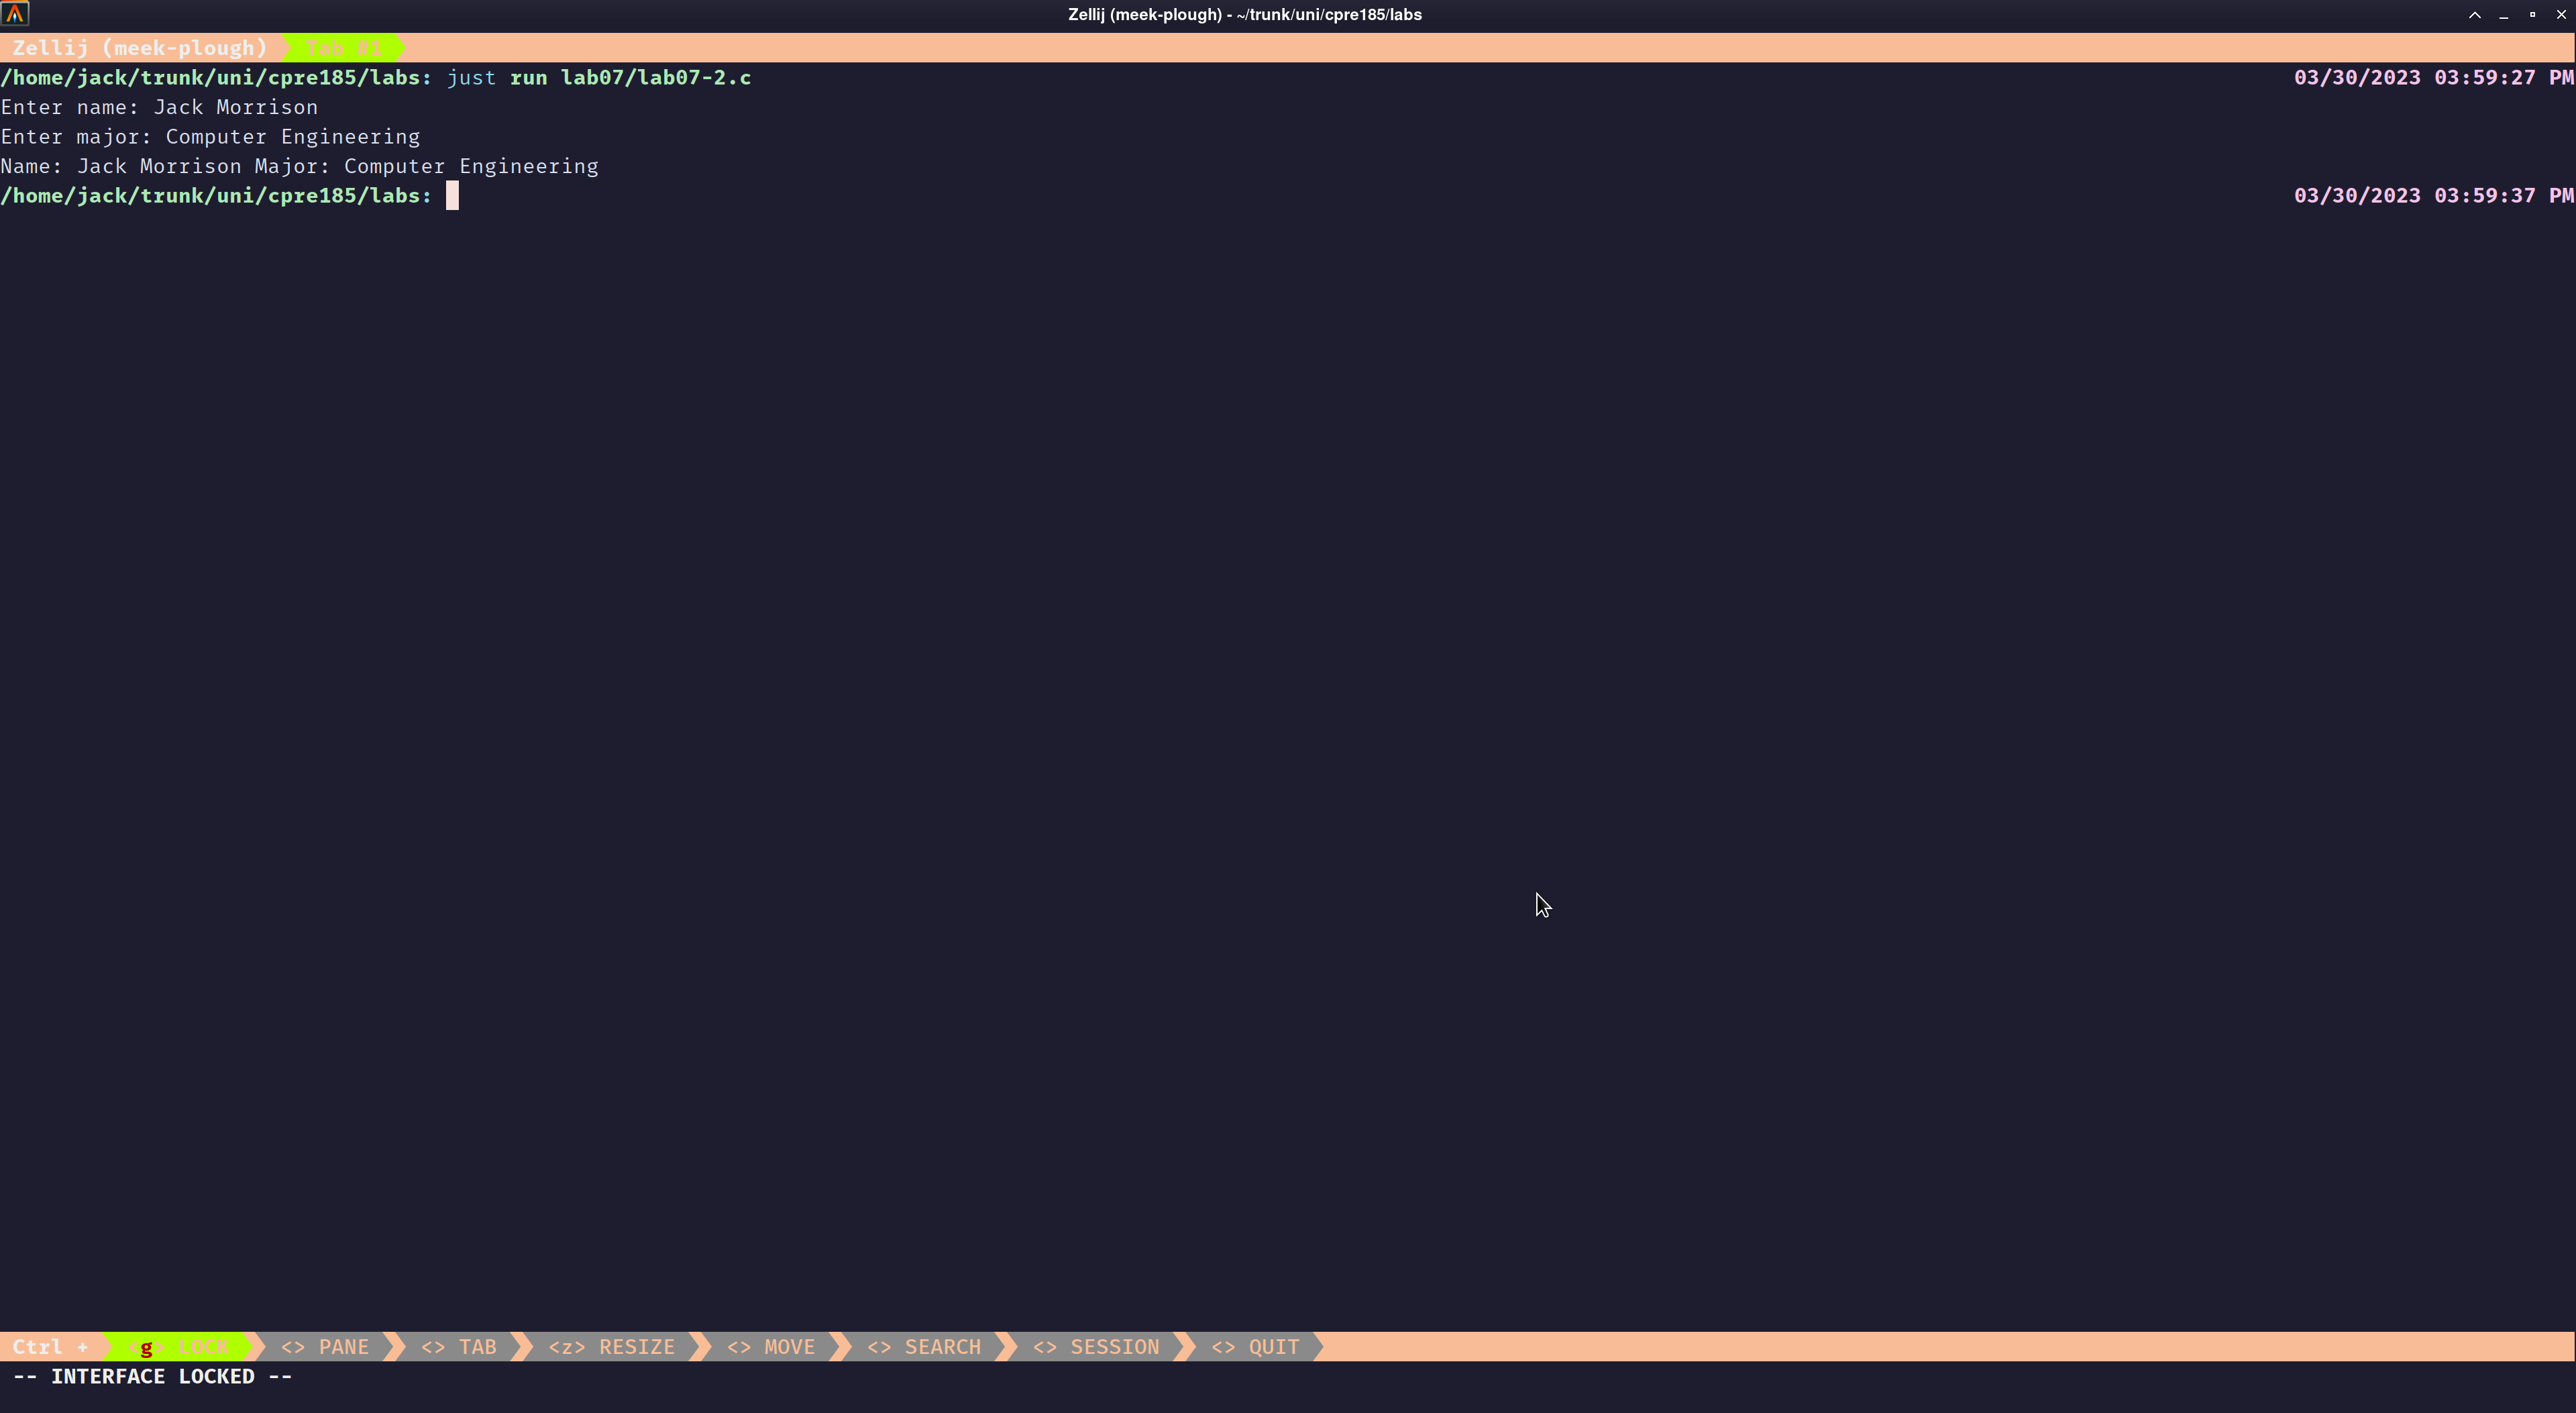 Zellij (meek-plough) - ~/trunk/uni/cpre185/labs
Zellij (meek-plough) Tab #1
/home/jack/trunk/uni/cpre185/labs: just run lab07/lab07-2.c 03/30/2023 03:59:27 PM
Enter name: Jack Morrison
Enter major: Computer Engineering
Name: Jack Morrison Major: Computer Engineering
/home/jack/trunk/uni/cpre185/labs: 03/30/2023 03:59:37 PM
Ctrl + <g> LOCK <> PANE <> TAB <z> RESIZE <> MOVE <> SEARCH <> SESSION <> QUIT
-- INTERFACE LOCKED --